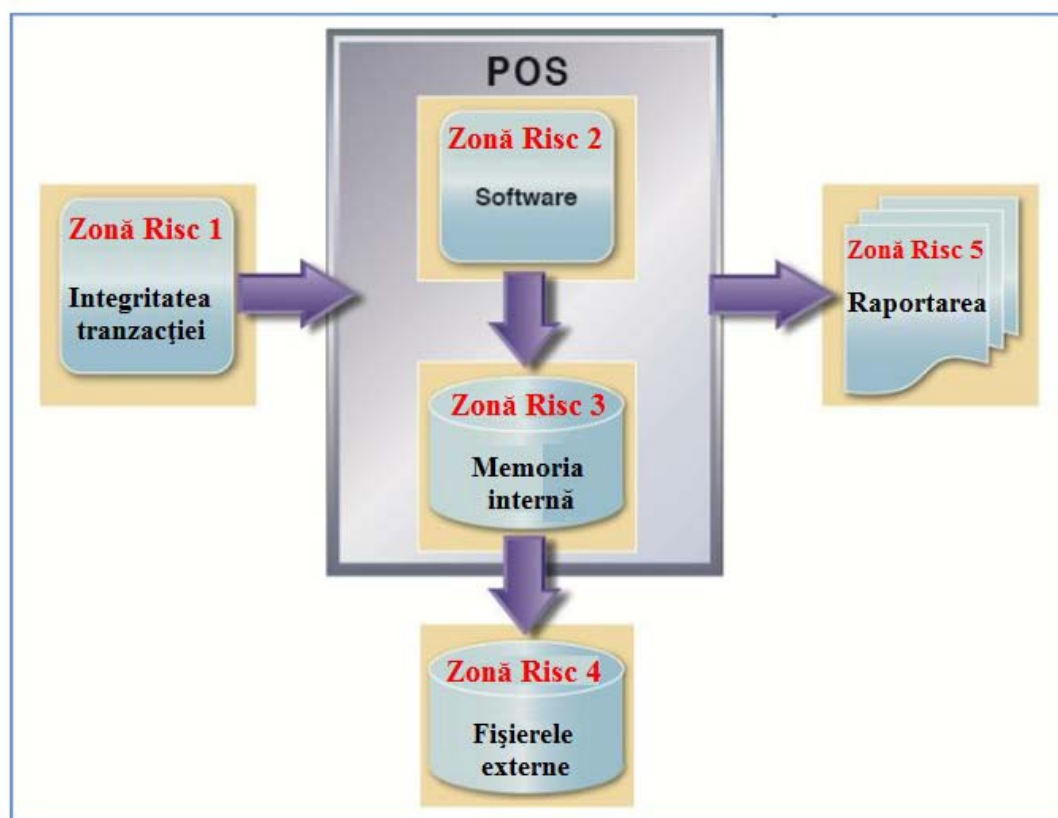 POS
Zonă Risc 1
Integritatea
tranzacţiei
Zonă Risc 2
Software
Zonă Risc 3
Memoria
internă
Zonă Risc 4
Fişierele
externe
Zonă Risc 5
Raportarea